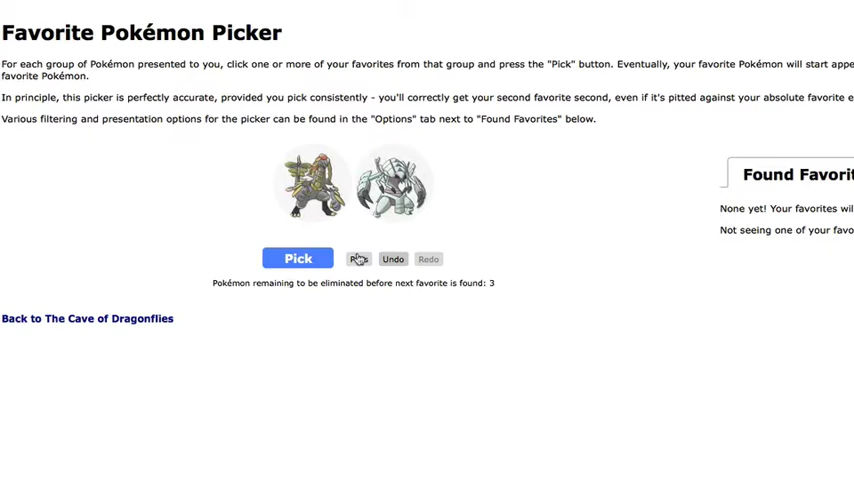 Favorite Pokémon Picker
For each group of Pokémon presented to you, click one or more of your favorites from that group and press the "Pick" button. Eventually, your favorite Pokémon will start appe
favorite Pokémon.
In principle, this picker is perfectly accurate, provided you pick consistently - you'll correctly get your second favorite second, even if it's pitted against your absolute favorite e
Various filtering and presentation options for the picker can be found in the "Options" tab next to "Found Favorites" below.
Found Favorit
None yet! Your favorites wil
Not seeing one of your favo
Pick Undo Redo
Pokémon remaining to be eliminated before next favorite is found: 3
Back to The Cave of Dragonflies